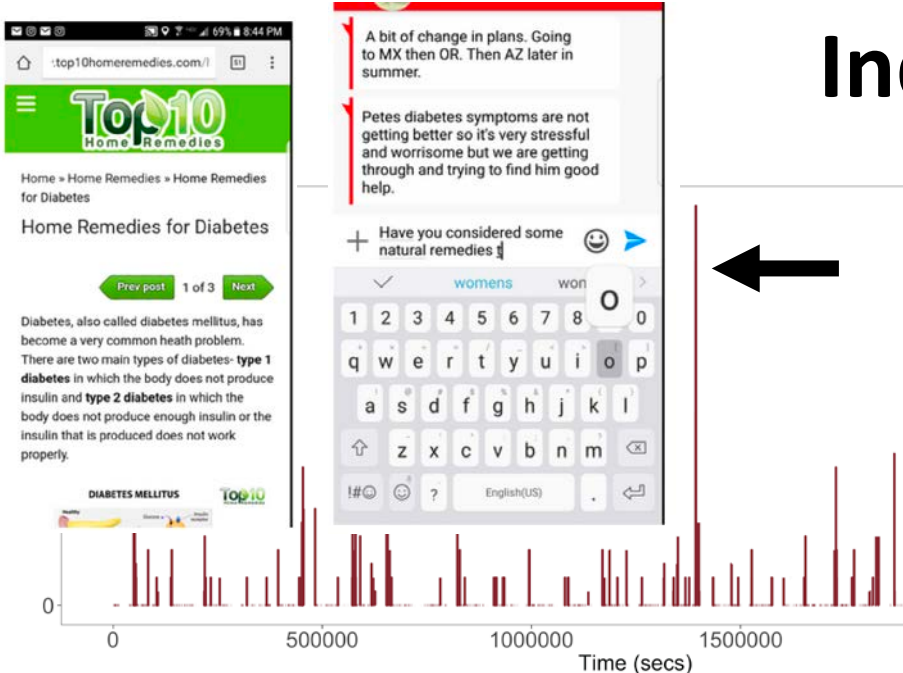 Ind
69% 8:44 PM
:top10homeremedies.com/l
51
Top10
Home Remedies
Home » Home Remedies » Home Remedies
for Diabetes
Home Remedies for Diabetes
Prev post 1 of 3 Next
Diabetes, also called diabetes mellitus, has
become a very common heath problem.
There are two main types of diabetes- type 1
diabetes in which the body does not produce
insulin and type 2 diabetes in which the
body does not produce enough insulin or the
insulin that is produced does not work
properly.
DIABETES MELLITUS Top10
Healthy
Glucose
Insulin
receptor
A bit of change in plans. Going
to MX then OR. Then AZ later in
summer.
Petes diabetes symptoms are not
getting better so it's very stressful
and worrisome but we are getting
through and trying to find him good
help.
Have you considered some
natural remedies t
womens won
O
1 2 3 4 5 6 7 8 0
q w e r t y u i o p
a s d f g h j k l
z x c v b n m
!#☺ ? English(US) .
0
0 500000 1000000 1500000
Time (secs)